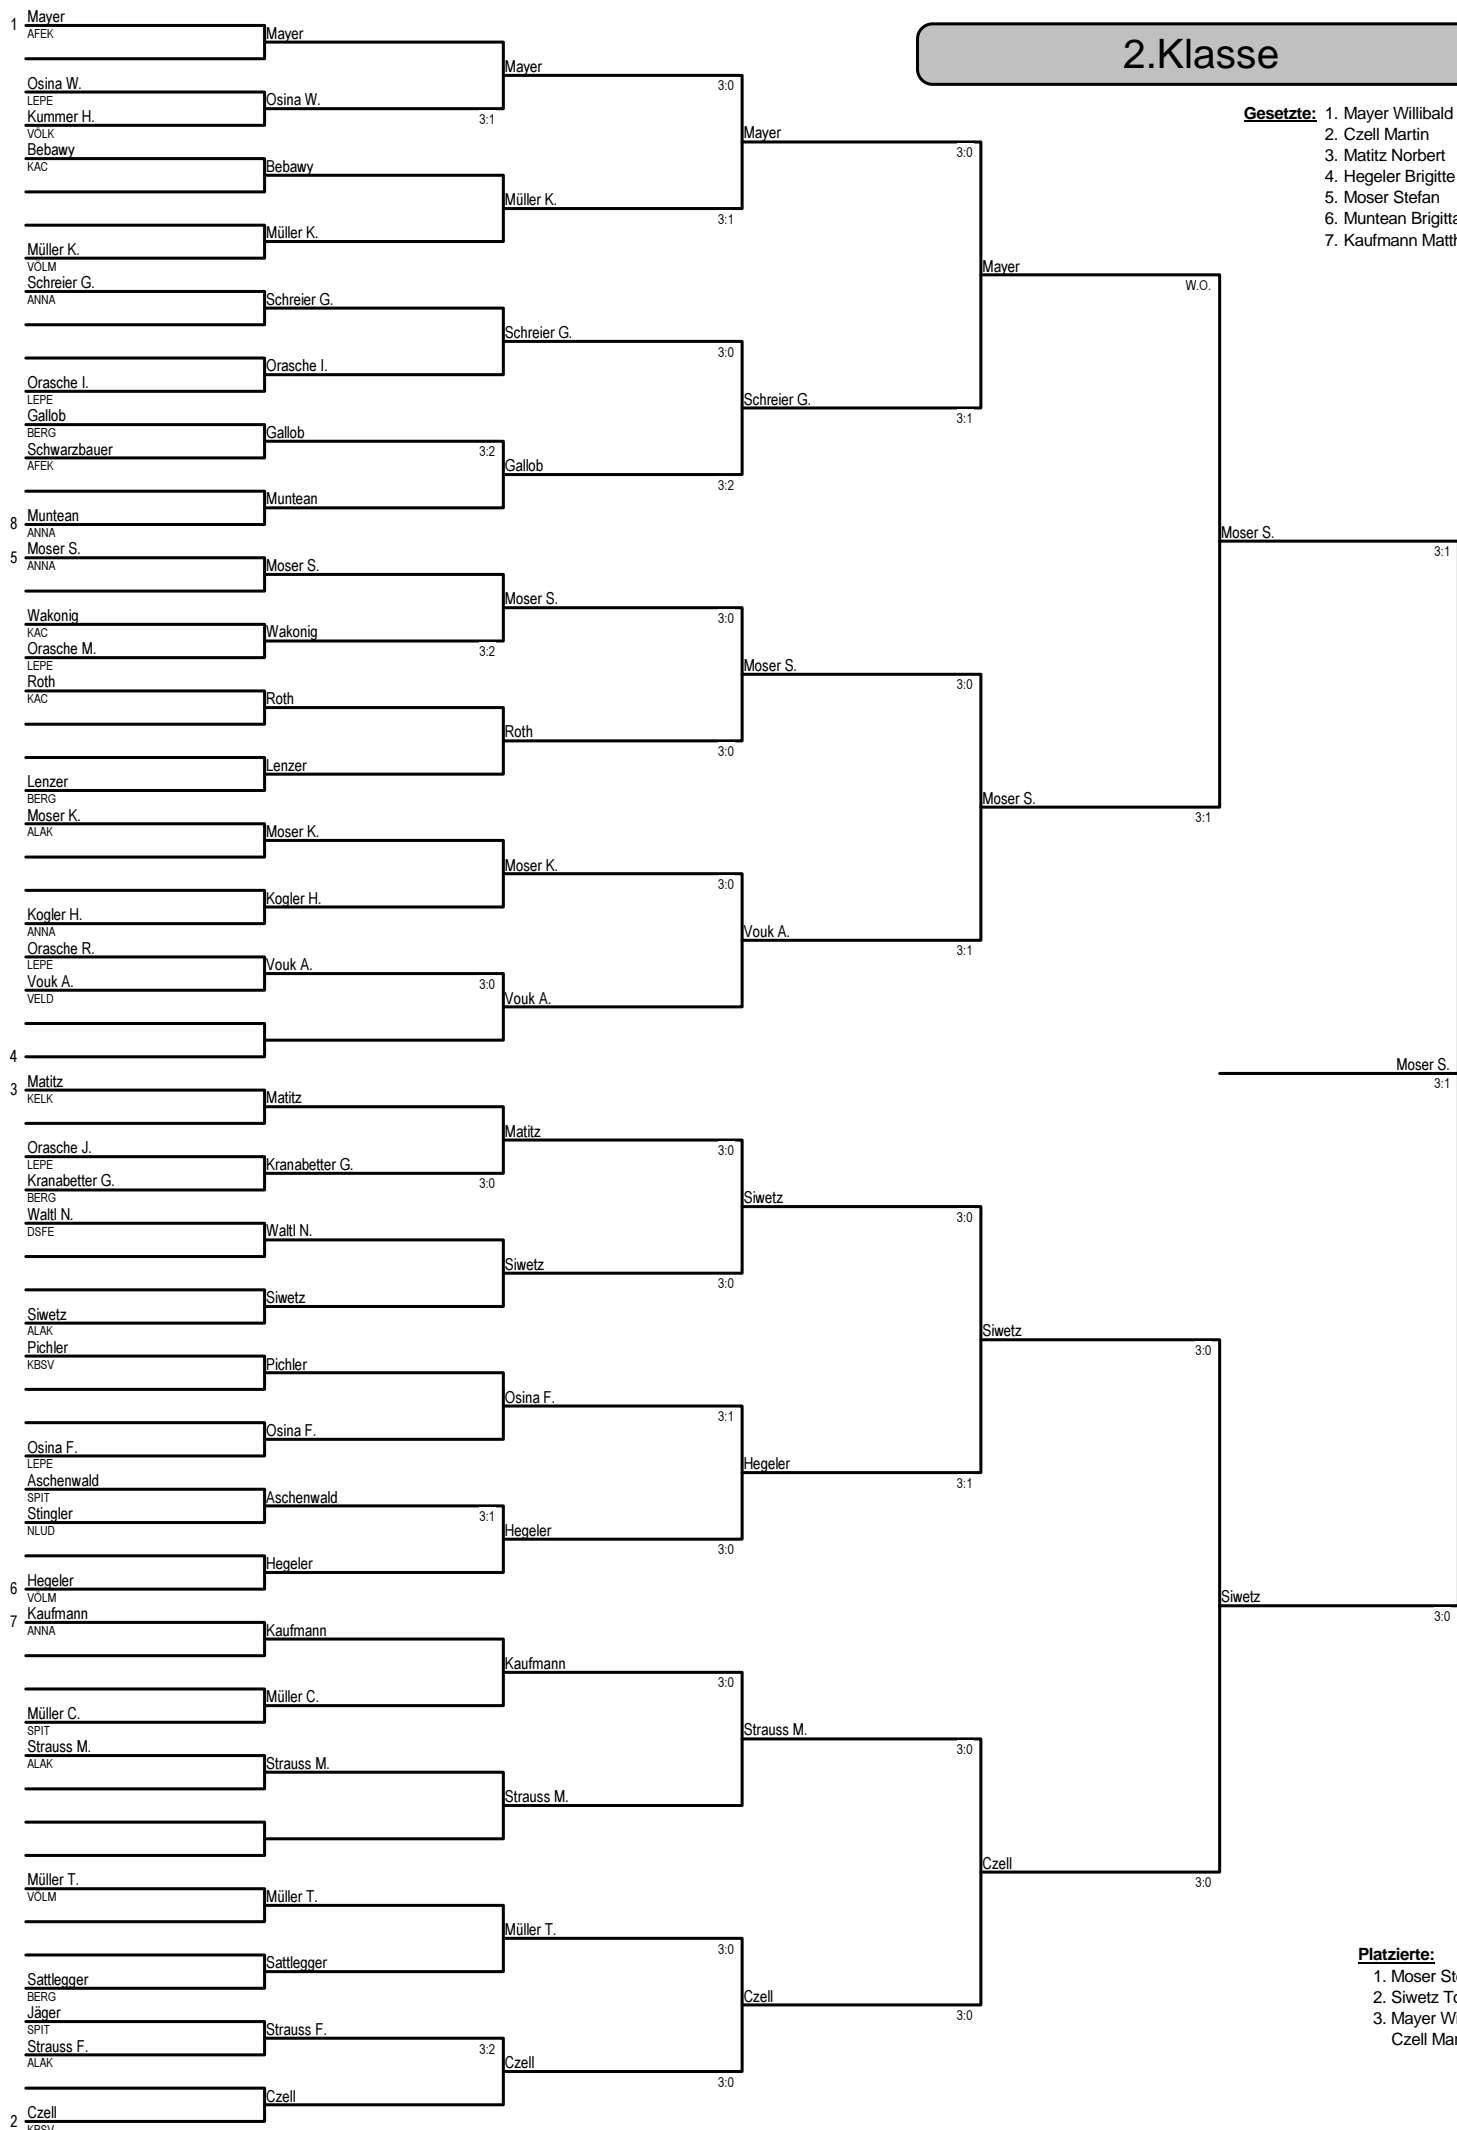 2.Klasse
Gesetzte: 1. Mayer Willibald
2. Czell Martin
3. Matitz Norbert
4. Hegeler Brigitte
5. Moser Stefan
6. Muntean Brigitta
7. Kaufmann Matth
1 Mayer
AFEK
Osina W.
LEPE
Kummer H.
VÖLK
Bebawy
KAC
Müller K.
VÖLM
Schreier G.
ANNA
Orasche I.
LEPE
Gallob
BERG
Schwarzbauer
AFEK
8 Muntean
ANNA
5 Moser S.
ANNA
Wakonig
KAC
Orasche M.
LEPE
Roth
KAC
Lenzer
BERG
Moser K.
ALAK
Kogler H.
ANNA
Orasche R.
LEPE
Vouk A.
VELD
4
3 Matitz
KELK
Orasche J.
LEPE
Kranabetter G.
BERG
Waltl N.
DSFE
Siwetz
ALAK
Pichler
KBSV
Osina F.
LEPE
Aschenwald
SPIT
Stingler
NLUD
6 Hegeler
VÖLM
7 Kaufmann
ANNA
Müller C.
SPIT
Strauss M.
ALAK
Müller T.
VÖLM
Sattlegger
BERG
Jäger
SPIT
Strauss F.
ALAK
2 Czell
KBSV
Mayer
Osina W.
3:1
Bebawy
Müller K.
Schreier G.
Orasche I.
Gallob
3:2
Muntean
Moser S.
Wakonig
3:2
Roth
Lenzer
Moser K.
Kogler H.
Vouk A.
3:0
Matitz
Kranabetter G.
3:0
Waltl N.
Siwetz
Pichler
Osina F.
Aschenwald
3:1
Hegeler
Kaufmann
Müller C.
Strauss M.
Müller T.
Sattlegger
Strauss F.
3:2
Czell
Mayer
3:0
Müller K.
3:1
Schreier G.
3:0
Gallob
3:2
Moser S.
3:0
Roth
3:0
Moser K.
3:0
Vouk A.
Matitz
3:0
Siwetz
3:0
Osina F.
3:1
Hegeler
3:0
Kaufmann
3:0
Strauss M.
Müller T.
3:0
Czell
3:0
Mayer
3:0
Schreier G.
3:1
Moser S.
3:0
Vouk A.
3:1
Siwetz
3:0
Hegeler
3:1
Strauss M.
3:0
Czell
3:0
Mayer
W.O.
Moser S.
3:1
Siwetz
3:0
Czell
3:0
Moser S.
3:1
Siwetz
3:0
Moser S.
3:1
Platzierte:
1. Moser Ste
2. Siwetz To
3. Mayer Wi
Czell Mar